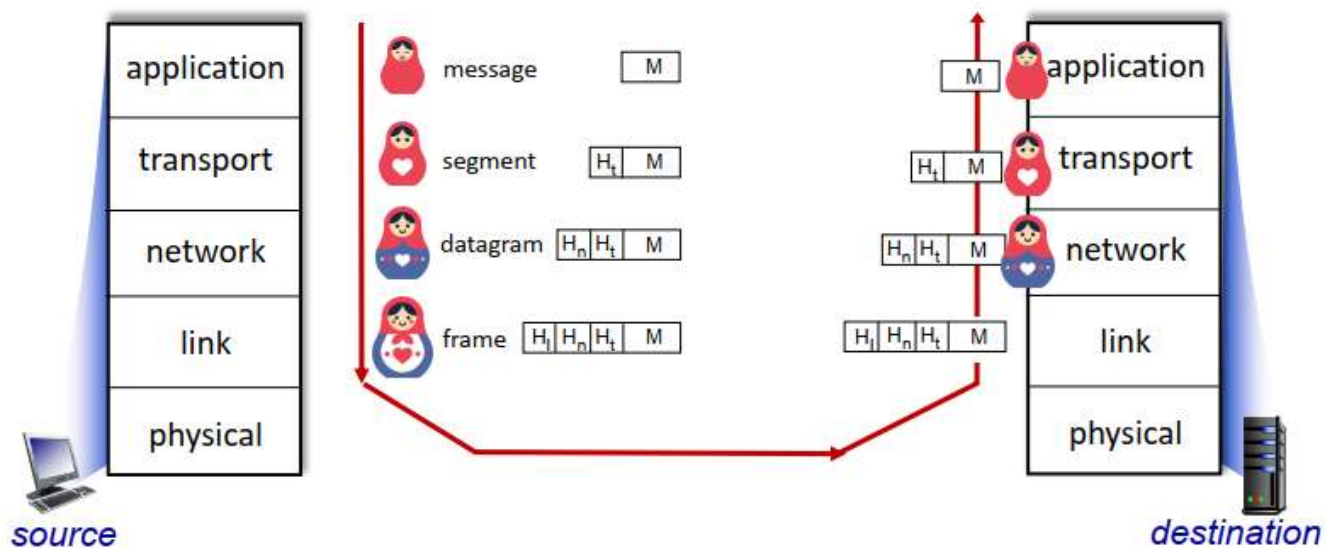 application
transport
network
link
physical
source
message M
segment Hₜ M
datagram Hₙ Hₜ M
frame Hₗ Hₙ Hₜ M
M
Hₜ M
Hₙ Hₜ M
Hₗ Hₙ Hₜ M
application
transport
network
link
physical
destination